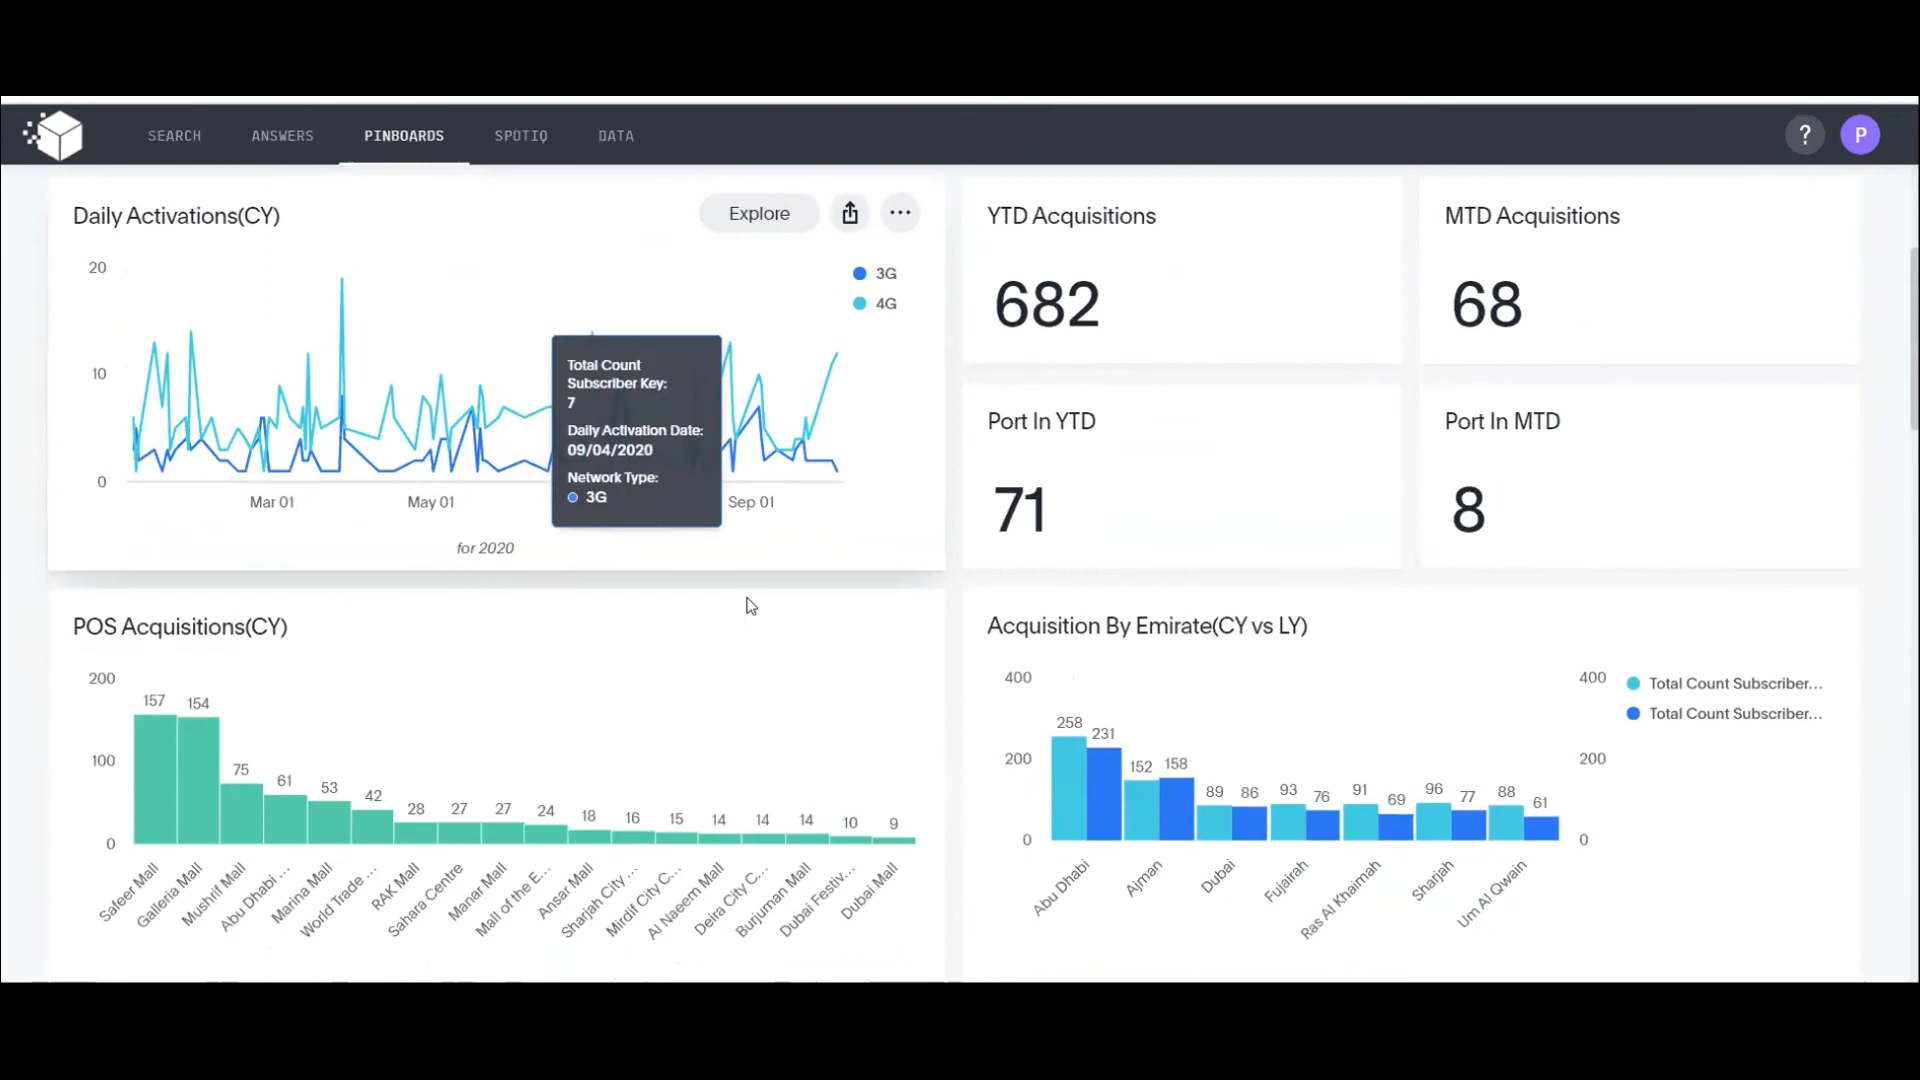 SEARCH ANSWERS PINBOARDS SPOTIQ DATA ? P
Daily Activations(CY)
Explore
20
10
0
3G
4G
Total Count
Subscriber Key:
7
Daily Activation Date:
09/04/2020
Network Type:
3G
Mar 01 May 01 Sep 01
for 2020
YTD Acquisitions
682
MTD Acquisitions
68
Port In YTD
71
Port In MTD
8
POS Acquisitions(CY)
200
100
0
157 154 75 61 53 42 28 27 27 24 18 16 15 14 14 14 10 9
Safeer Mall
Galleria Mall
Mushrif Mall
Abu Dhabi ...
Marina Mall
World Trade ...
RAK Mall
Sahara Centre
Manar Mall
Mall of the E...
Ansar Mall
Sharjah City ...
Mirdif City C...
Al Naeem Mall
Deira City C...
Burjuman Mall
Dubai Festiv...
Dubai Mall
Acquisition By Emirate(CY vs LY)
400
200
0
258 231 152 158 89 86 93 76 91 69 96 77 88 61
400
200
0
Total Count Subscriber...
Total Count Subscriber...
Abu Dhabi
Ajman
Dubai
Fujairah
Ras Al Khaimah
Sharjah
Um Al Qwain